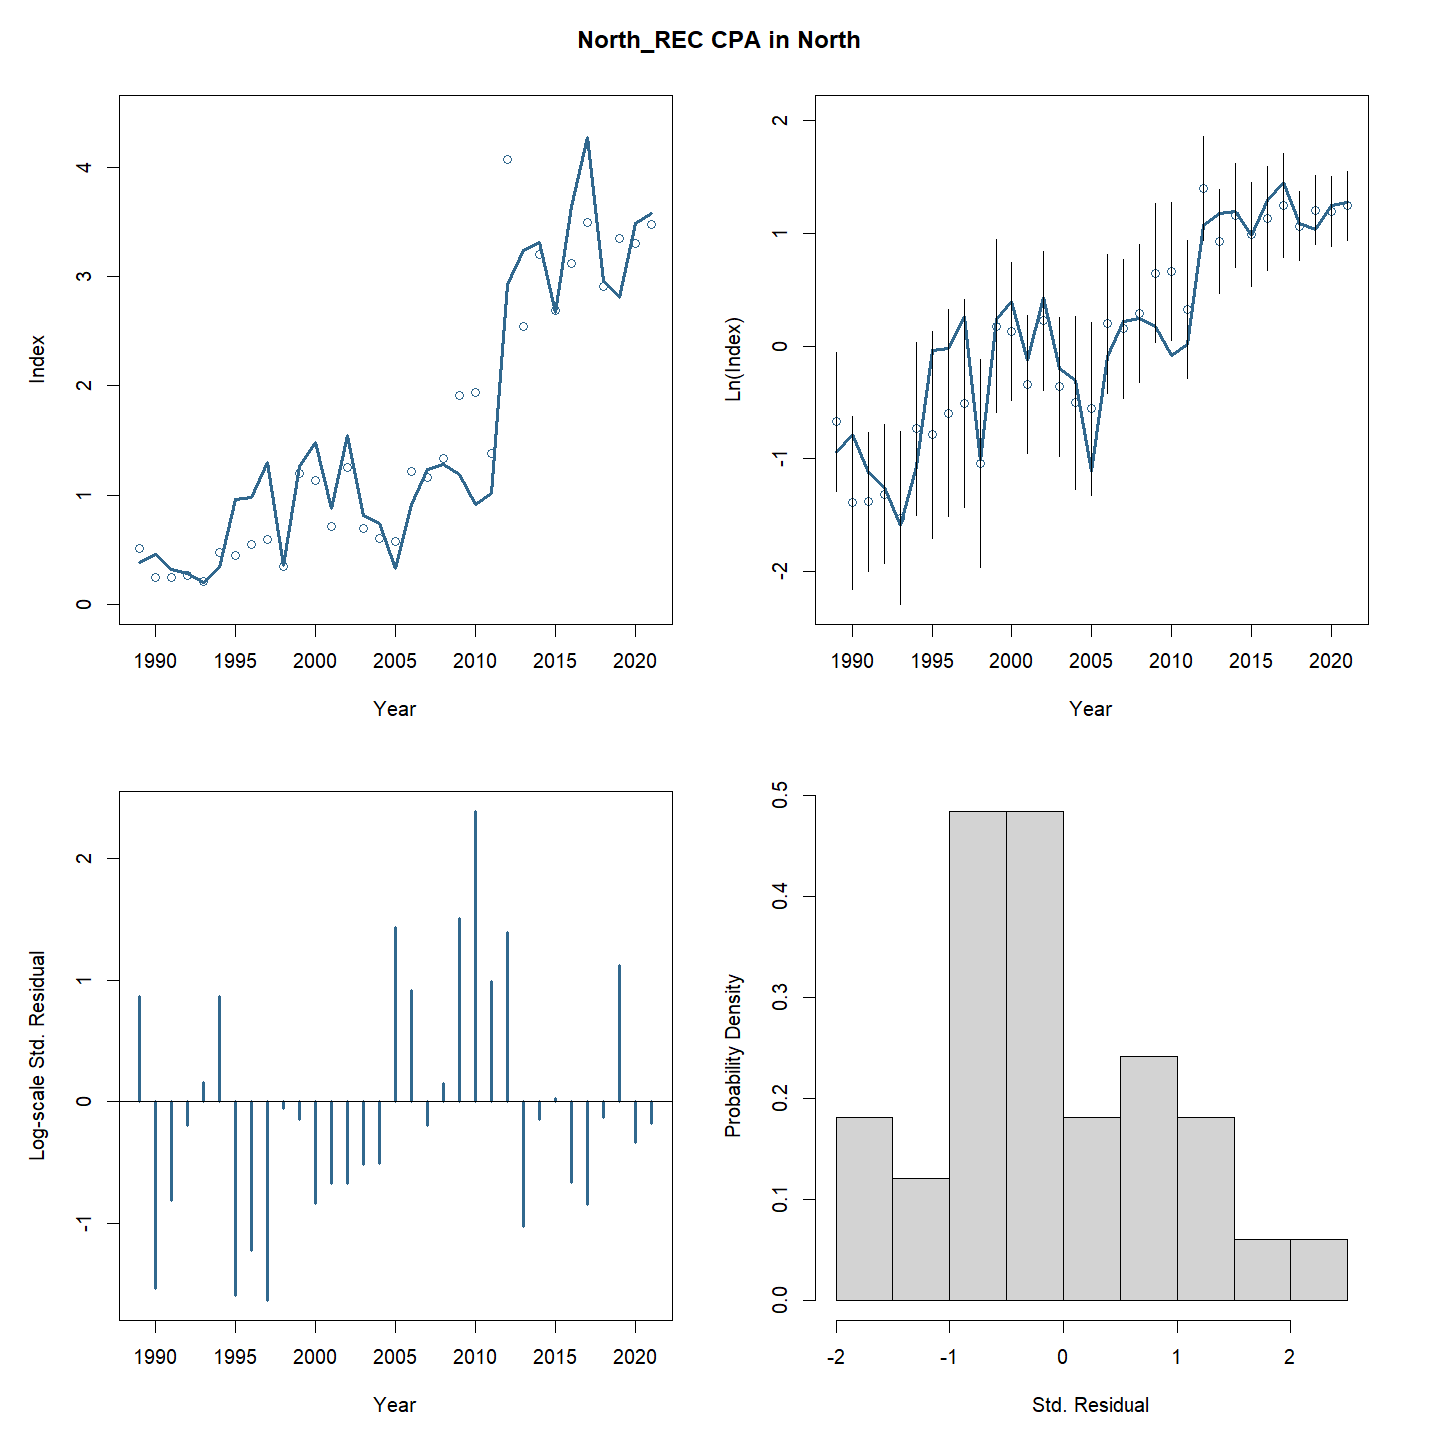 North_REC CPA in North
Index
4
3
2
1
0
1990 1995 2000 2005 2010 2015 2020
Year
Ln(Index)
2
1
0
-1
-2
1990 1995 2000 2005 2010 2015 2020
Year
Log-scale Std. Residual
2
1
0
-1
1990 1995 2000 2005 2010 2015 2020
Year
Probability Density
0.5
0.4
0.3
0.2
0.1
0.0
-2 -1 0 1 2
Std. Residual